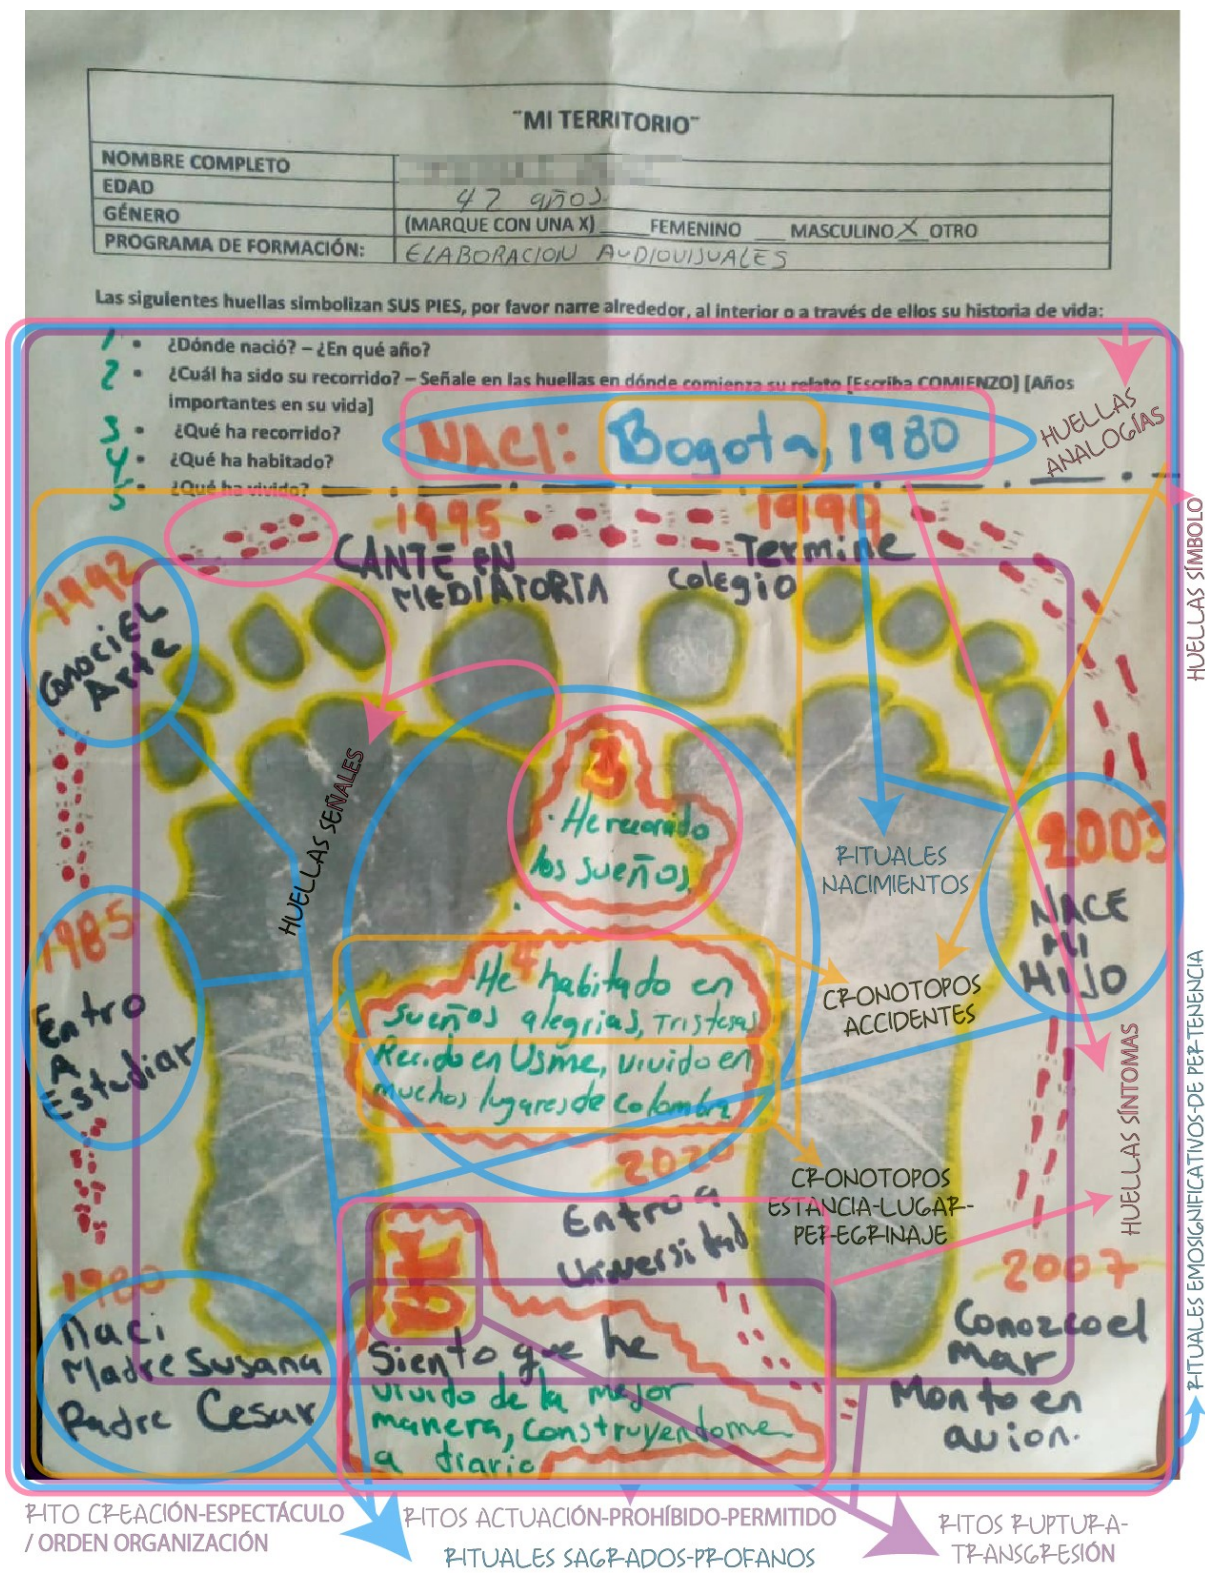 "MI TERRITORIO"
NOMBRE COMPLETO
EDAD 42 años.
GÉNERO (MARQUE CON UNA X) ___ FEMENINO ___ MASCULINO X OTRO
PROGRAMA DE FORMACIÓN: ELABORACION AUDIOVISUALES
Las siguientes huellas simbolizan SUS PIES, por favor narre alrededor, al interior o a través de ellos su historia de vida:
1 • ¿Dónde nació? – ¿En qué año?
2 • ¿Cuál ha sido su recorrido? – Señale en las huellas en dónde comienza su relato [Escriba COMIENZO] [Años
importantes en su vida]
3 • ¿Qué ha recorrido?
4 • ¿Qué ha habitado?
5 • ¿Qué ha vivido?
NACI: Bogota, 1980
HUELLAS
ANALOGÍAS
HUELLAS SÍMBOLO
1995
CANTE EN
MEDIATORTA
1999
Termine
Colegio
1992
Conoci EL
Arte
HUELLAS SEÑALES
3
He recorrido
los sueños.
RITUALES
NACIMIENTOS
2003
NACE
MI
HIJO
1985
Entro
A
Estudiar
4
He habitado en
sueños alegrias, Tristesas
Recido en Usme, vivido en
muchos lugares de colombia
CRONOTOPOS
ACCIDENTES
CRONOTOPOS
ESTANCIA-LUGAR-
PEREGRINAJE
HUELLAS SÍNTOMAS
RITUALES EMOSIGNIFICATIVOS-DE PERTENENCIA
2020
Entro a
Universidad
2007
Conozco el
Mar
Monto en
avion.
1980
Naci
Madre Susana
Padre Cesar
Siento que he
vivido de la mejor
manera, construyendome
a diario
RITO CREACIÓN-ESPECTÁCULO
/ ORDEN ORGANIZACIÓN
RITOS ACTUACIÓN-PROHÍBIDO-PERMITIDO
RITUALES SAGRADOS-PROFANOS
RITOS RUPTURA-
TRANSGRESIÓN